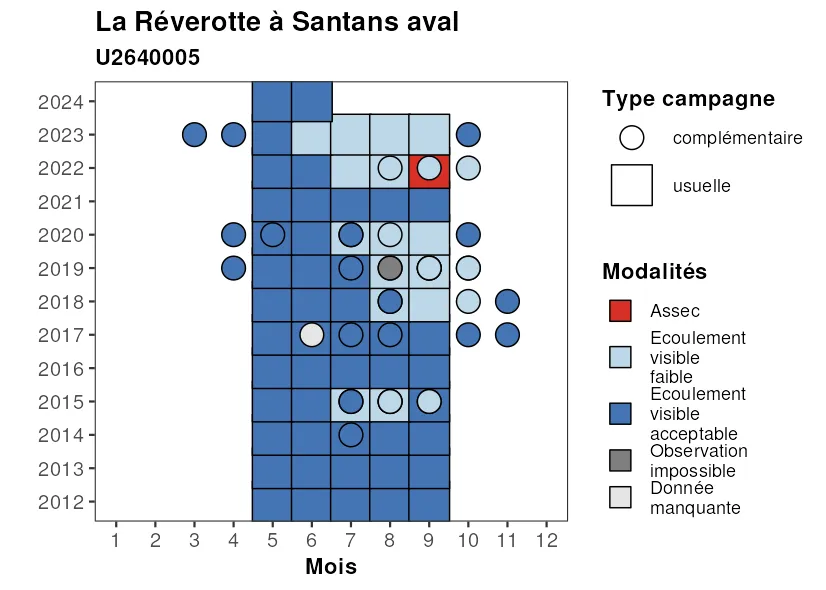 La Réverotte à Santans aval
U2640005
2024
2023
2022
2021
2020
2019
2018
2017
2016
2015
2014
2013
2012
1 2 3 4 5 6 7 8 9 10 11 12
Mois
Type campagne
complémentaire
usuelle
Modalités
Assec
Ecoulement
visible
faible
Ecoulement
visible
acceptable
Observation
impossible
Donnée
manquante